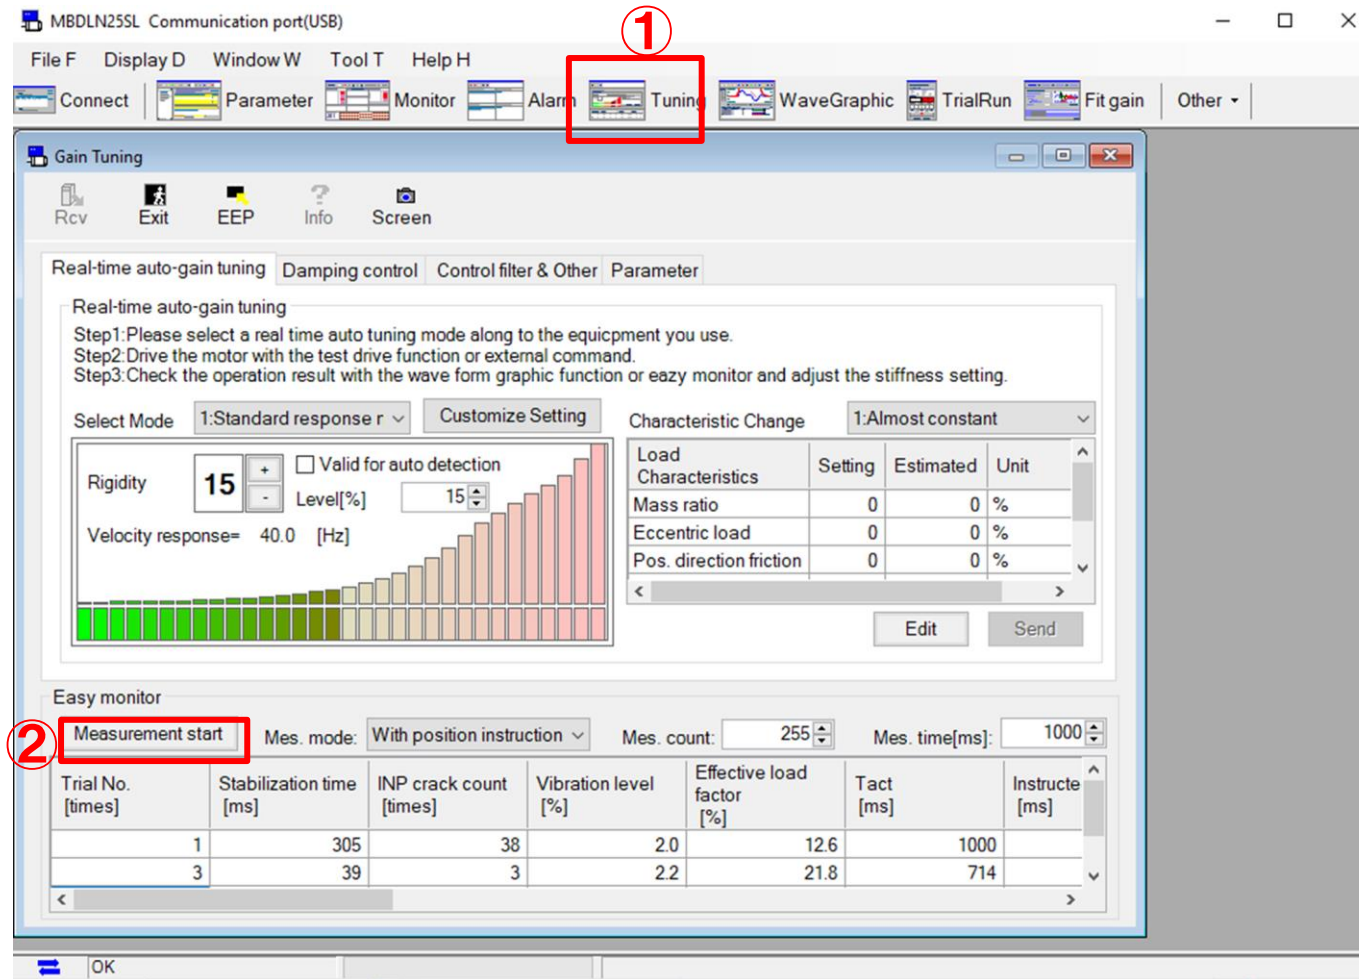 MBDLN25SL Communication port(USB)
①
File F Display D Window W Tool T Help H
Connect Parameter Monitor Alarm Tuning WaveGraphic TrialRun Fit gain Other
Gain Tuning
Rcv Exit EEP Info Screen
Real-time auto-gain tuning Damping control Control filter & Other Parameter
Real-time auto-gain tuning
Step1:Please select a real time auto tuning mode along to the equicpment you use.
Step2:Drive the motor with the test drive function or external command.
Step3:Check the operation result with the wave form graphic function or eazy monitor and adjust the stiffness setting.
Select Mode 1:Standard response r Customize Setting Characteristic Change 1:Almost constant
Rigidity 15 + - Valid for auto detection
Level[%] 15
Velocity response= 40.0 [Hz]
Load Characteristics Setting Estimated Unit
Mass ratio 0 0 %
Eccentric load 0 0 %
Pos. direction friction 0 0 %
Edit Send
Easy monitor
② Measurement start Mes. mode: With position instruction Mes. count: 255 Mes. time[ms]: 1000
Trial No. [times] Stabilization time [ms] INP crack count [times] Vibration level [%] Effective load factor [%] Tact [ms] Instructe [ms]
1 305 38 2.0 12.6 1000
3 39 3 2.2 21.8 714
OK